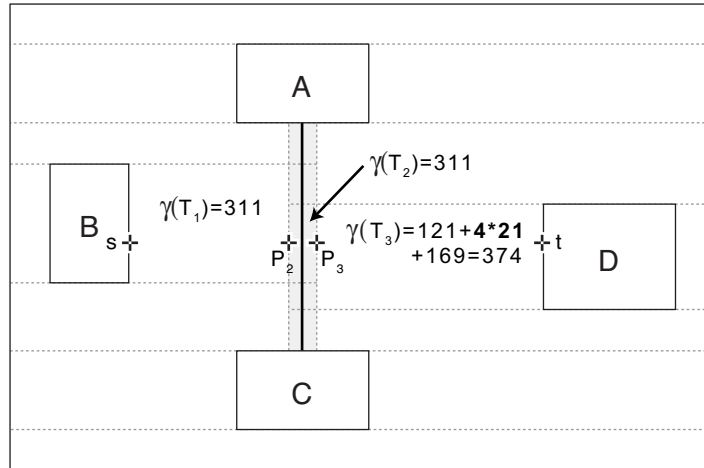 A
γ(T₂)=311
B
γ(T₁)=311
s
P₂
P₃
γ(T₃)=121+4*21
+169=374
t
D
C